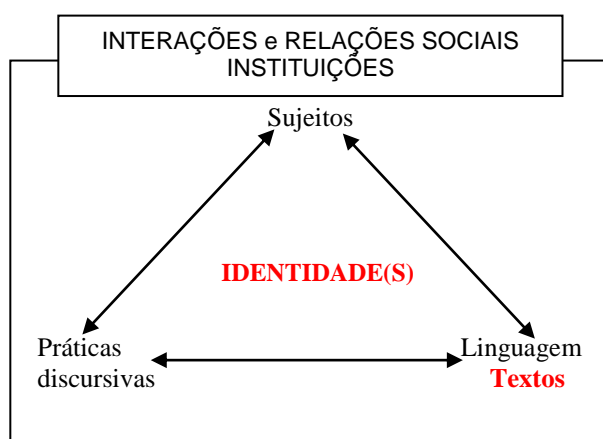 INTERAÇÕES e RELAÇÕES SOCIAIS
INSTITUIÇÕES
Sujeitos
IDENTIDADE(S)
Práticas
discursivas
Linguagem
Textos